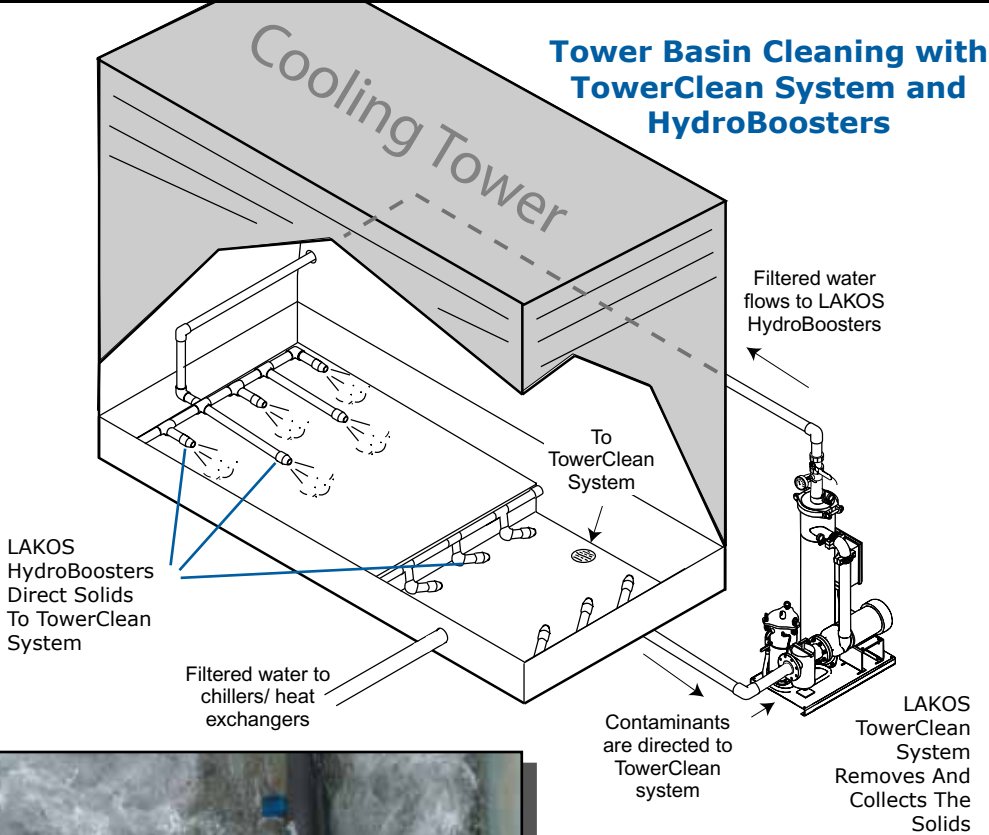 Tower Basin Cleaning with
TowerClean System and
HydroBoosters
Cooling Tower
Filtered water
flows to LAKOS
HydroBoosters
To
TowerClean
System
LAKOS
HydroBoosters
Direct Solids
To TowerClean
System
Filtered water to
chillers/ heat
exchangers
Contaminants
are directed to
TowerClean
system
LAKOS
TowerClean
System
Removes And
Collects The
Solids